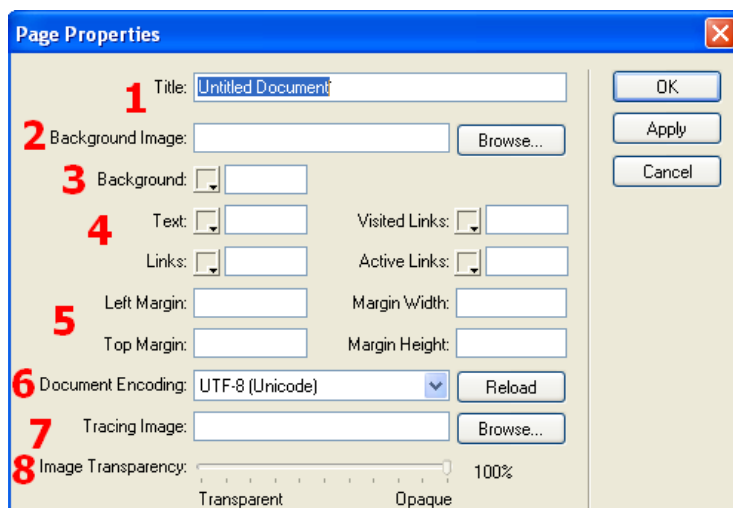 Page Properties
1 Title: Untitled Document OK
2 Background Image: Browse... Apply
3 Background: Cancel
4 Text: Visited Links:
Links: Active Links:
5 Left Margin: Margin Width:
Top Margin: Margin Height:
6 Document Encoding: UTF-8 (Unicode) Reload
7 Tracing Image: Browse...
8 Image Transparency: 100%
Transparent Opaque